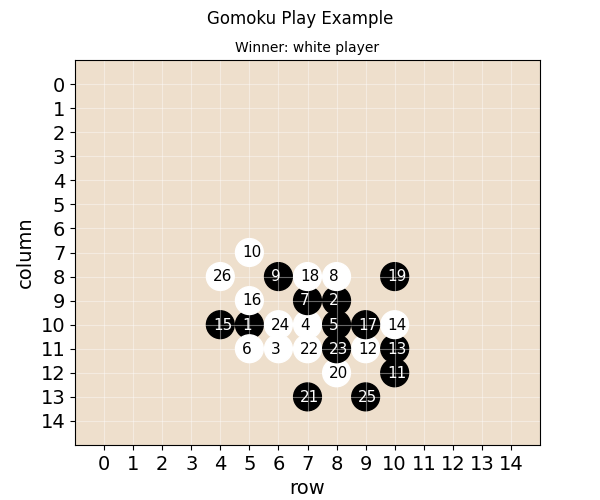 Gomoku Play Example
Winner: white player
0
1
2
3
4
5
6
7 10
8 26 9 18 8 19
9 16 7 2
10 15 1 24 4 5 17 14
11 6 3 22 23 12 13
12 20 11
13 21 25
14
column
0 1 2 3 4 5 6 7 8 9 10 11 12 13 14
row